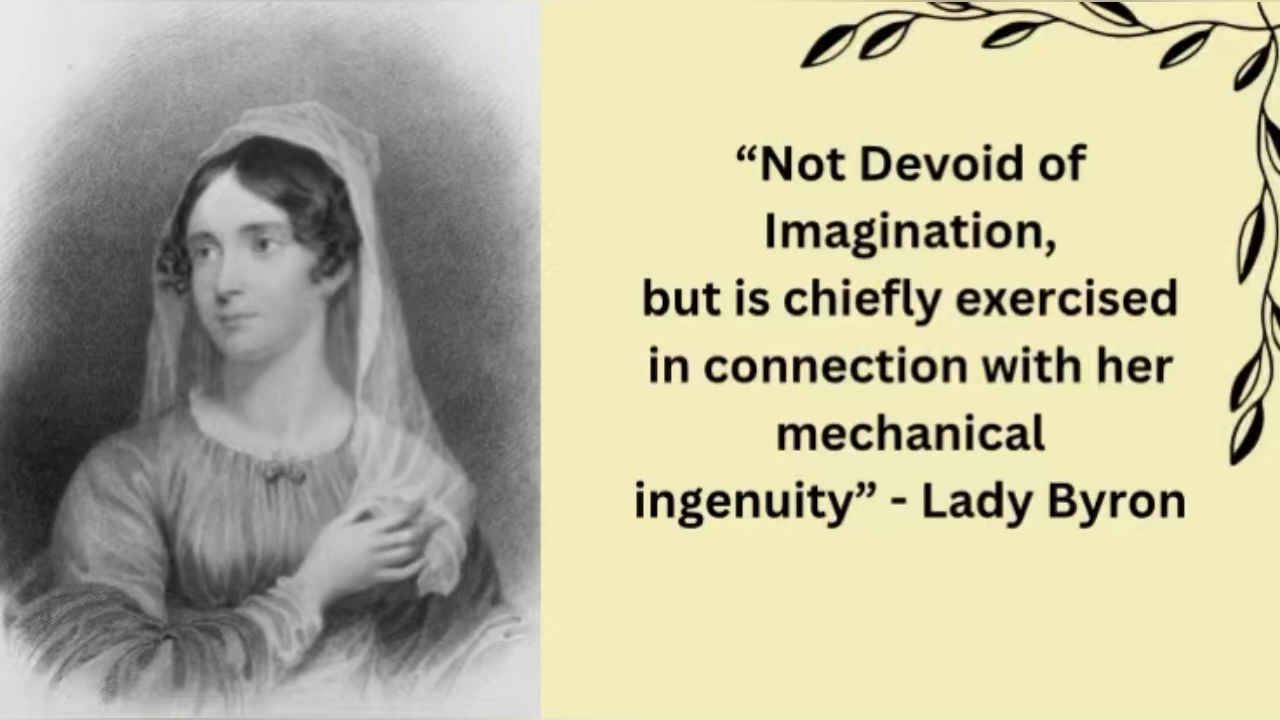 “Not Devoid of
Imagination,
but is chiefly exercised
in connection with her
mechanical
ingenuity” - Lady Byron